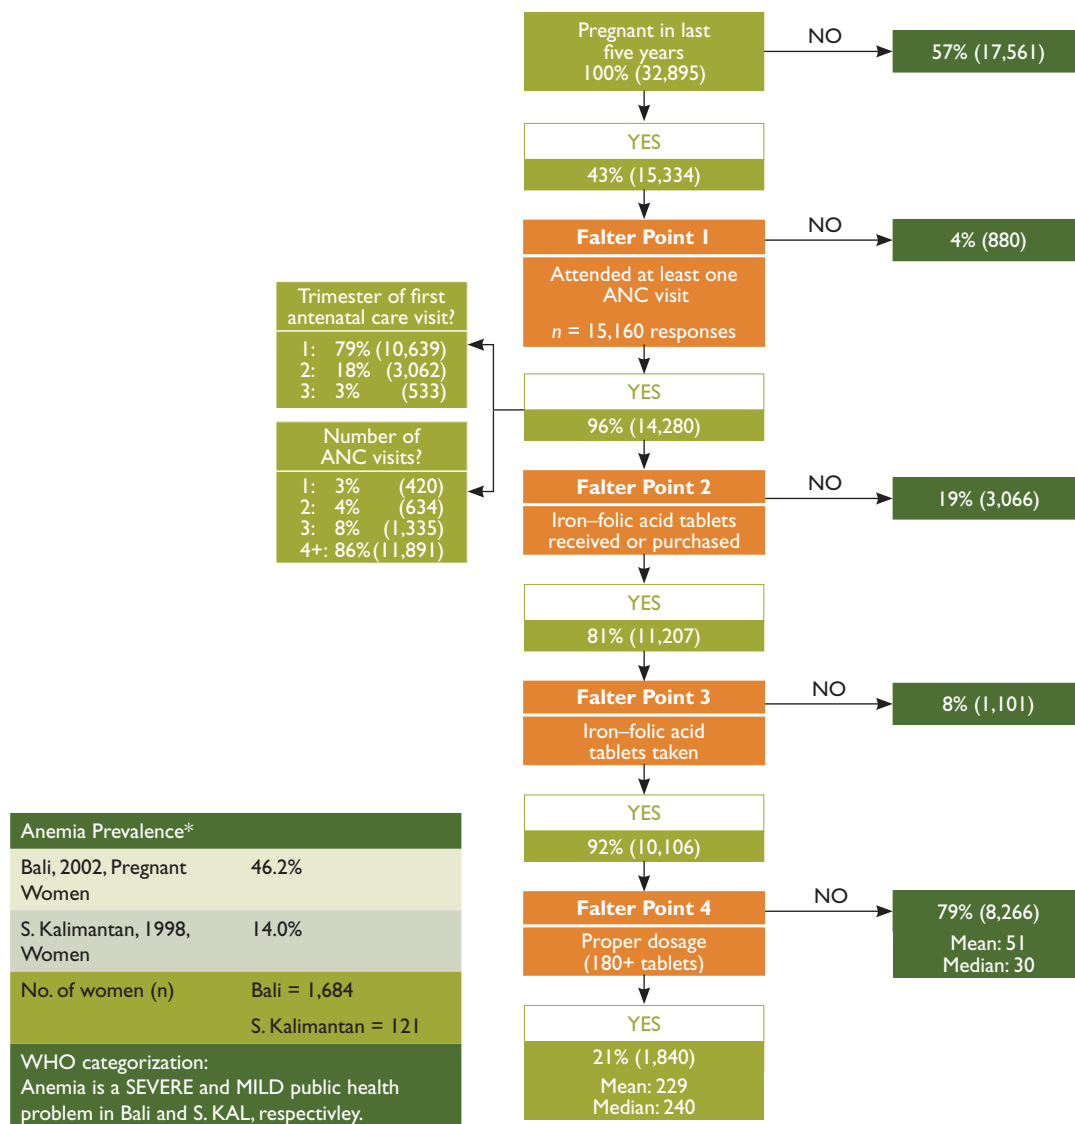 Pregnant in last
five years
100% (32,895)
NO
57% (17,561)
YES
43% (15,334)
Falter Point 1
NO
4% (880)
Attended at least one
ANC visit
n = 15,160 responses
Trimester of first
antenatal care visit?
1: 79% (10,639)
2: 18% (3,062)
3: 3% (533)
YES
96% (14,280)
Number of
ANC visits?
1: 3% (420)
2: 4% (634)
3: 8% (1,335)
4+: 86% (11,891)
Falter Point 2
NO
19% (3,066)
Iron–folic acid tablets
received or purchased
YES
81% (11,207)
Falter Point 3
NO
8% (1,101)
Iron–folic acid
tablets taken
YES
92% (10,106)
Falter Point 4
NO
79% (8,266)
Mean: 51
Median: 30
Proper dosage
(180+ tablets)
YES
21% (1,840)
Mean: 229
Median: 240
Anemia Prevalence*
Bali, 2002, Pregnant 46.2%
Women
S. Kalimantan, 1998, 14.0%
Women
No. of women (n) Bali = 1,684
S. Kalimantan = 121
WHO categorization:
Anemia is a SEVERE and MILD public health
problem in Bali and S. KAL, respectivley.